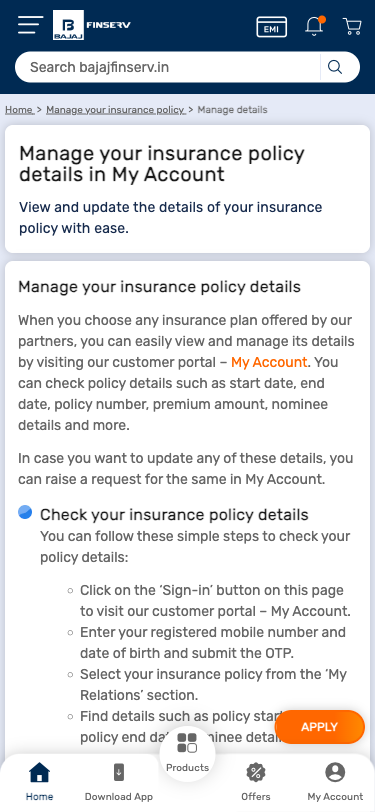 B
BAJAJ
FINSERV
EMI
Search bajajfinserv.in
Home > Manage your insurance policy > Manage details
Manage your insurance policy
details in My Account
View and update the details of your insurance
policy with ease.
Manage your insurance policy details
When you choose any insurance plan offered by our
partners, you can easily view and manage its details
by visiting our customer portal – My Account. You
can check policy details such as start date, end
date, policy number, premium amount, nominee
details and more.
In case you want to update any of these details, you
can raise a request for the same in My Account.
Check your insurance policy details
You can follow these simple steps to check your
policy details:
Click on the ‘Sign-in’ button on this page
to visit our customer portal – My Account.
Enter your registered mobile number and
date of birth and submit the OTP.
Select your insurance policy from the ‘My
Relations’ section.
Find details such as policy start
policy end
APPLY
Home
Download App
Products
Offers
My Account